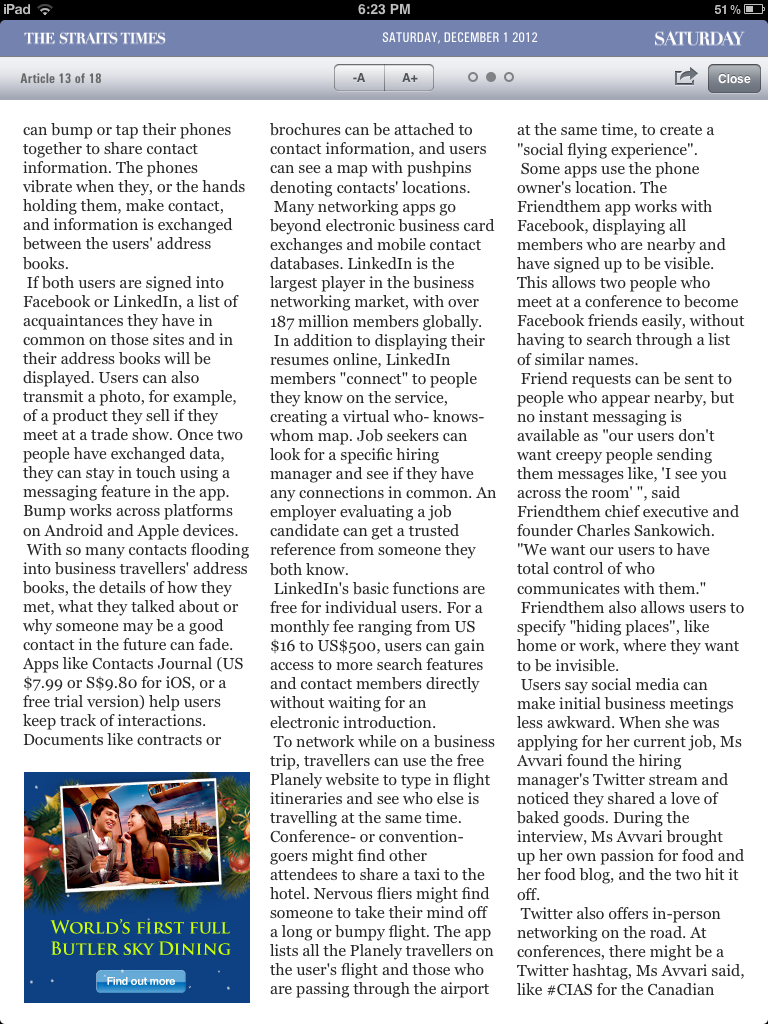 iPad
6:23 PM
51 %
THE STRAITS TIMES
SATURDAY, DECEMBER 1 2012
SATURDAY
Article 13 of 18
-A
A+
Close
can bump or tap their phones
together to share contact
information. The phones
vibrate when they, or the hands
holding them, make contact,
and information is exchanged
between the users' address
books.
If both users are signed into
Facebook or LinkedIn, a list of
acquaintances they have in
common on those sites and in
their address books will be
displayed. Users can also
transmit a photo, for example,
of a product they sell if they
meet at a trade show. Once two
people have exchanged data,
they can stay in touch using a
messaging feature in the app.
Bump works across platforms
on Android and Apple devices.
With so many contacts flooding
into business travellers' address
books, the details of how they
met, what they talked about or
why someone may be a good
contact in the future can fade.
Apps like Contacts Journal (US
$7.99 or S$9.80 for iOS, or a
free trial version) help users
keep track of interactions.
Documents like contracts or
WORLD'S FIRST FULL
BUTLER SKY DINING
Find out more
brochures can be attached to
contact information, and users
can see a map with pushpins
denoting contacts' locations.
Many networking apps go
beyond electronic business card
exchanges and mobile contact
databases. LinkedIn is the
largest player in the business
networking market, with over
187 million members globally.
In addition to displaying their
resumes online, LinkedIn
members "connect" to people
they know on the service,
creating a virtual who- knows-
whom map. Job seekers can
look for a specific hiring
manager and see if they have
any connections in common. An
employer evaluating a job
candidate can get a trusted
reference from someone they
both know.
LinkedIn's basic functions are
free for individual users. For a
monthly fee ranging from US
$16 to US$500, users can gain
access to more search features
and contact members directly
without waiting for an
electronic introduction.
To network while on a business
trip, travellers can use the free
Planely website to type in flight
itineraries and see who else is
travelling at the same time.
Conference- or convention-
goers might find other
attendees to share a taxi to the
hotel. Nervous fliers might find
someone to take their mind off
a long or bumpy flight. The app
lists all the Planely travellers on
the user's flight and those who
are passing through the airport
at the same time, to create a
"social flying experience".
Some apps use the phone
owner's location. The
Friendthem app works with
Facebook, displaying all
members who are nearby and
have signed up to be visible.
This allows two people who
meet at a conference to become
Facebook friends easily, without
having to search through a list
of similar names.
Friend requests can be sent to
people who appear nearby, but
no instant messaging is
available as "our users don't
want creepy people sending
them messages like, 'I see you
across the room' ", said
Friendthem chief executive and
founder Charles Sankowich.
"We want our users to have
total control of who
communicates with them."
Friendthem also allows users to
specify "hiding places", like
home or work, where they want
to be invisible.
Users say social media can
make initial business meetings
less awkward. When she was
applying for her current job, Ms
Avvari found the hiring
manager's Twitter stream and
noticed they shared a love of
baked goods. During the
interview, Ms Avvari brought
up her own passion for food and
her food blog, and the two hit it
off.
Twitter also offers in-person
networking on the road. At
conferences, there might be a
Twitter hashtag, Ms Avvari said,
like #CIAS for the Canadian